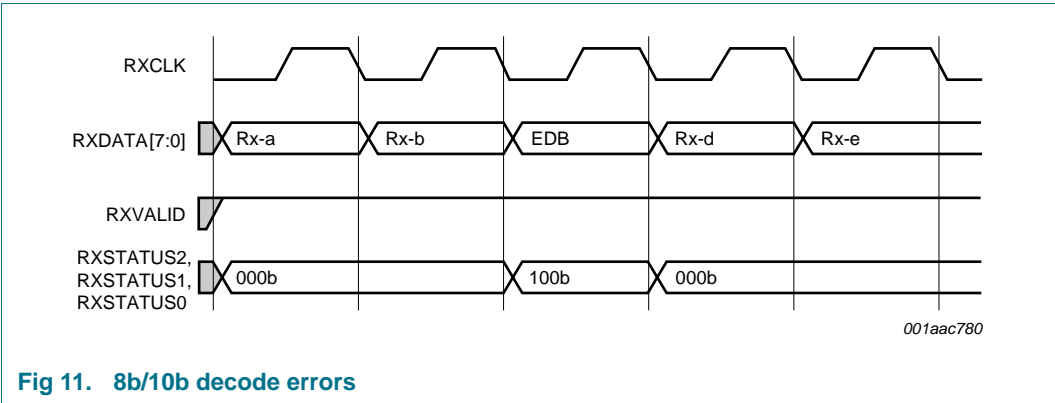 RXCLK
RXDATA[7:0]
Rx-a
Rx-b
EDB
Rx-d
Rx-e
RXVALID
RXSTATUS2,
RXSTATUS1,
RXSTATUS0
000b
100b
000b
001aac780
Fig 11. 8b/10b decode errors